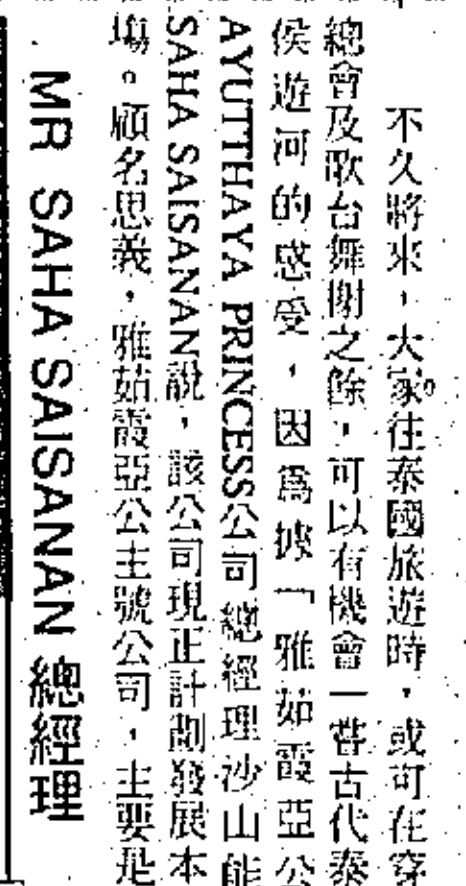 不久將來，大家往泰國旅遊時，或可在穿
總會及歌台舞榭之餘，可以有機會一嘗古代泰
侯遊河的感受，因為據「雅茹霞亞公
AYUTTHAYA PRINCESS公司總經理沙山能
SAHA SAISANAN說，該公司現正計劃發展本
塲。顧名思義，雅茹霞亞公主號公司，主要是
MR SAHA SAISANAN 總經理